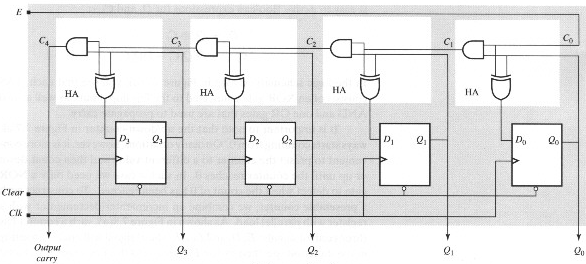 E
C₄ C₃ C₂ C₁ C₀
HA HA HA HA
D₃ Q₃ D₂ Q₂ D₁ Q₁ D₀ Q₀
Clear
Clk
Output carry Q₃ Q₂ Q₁ Q₀